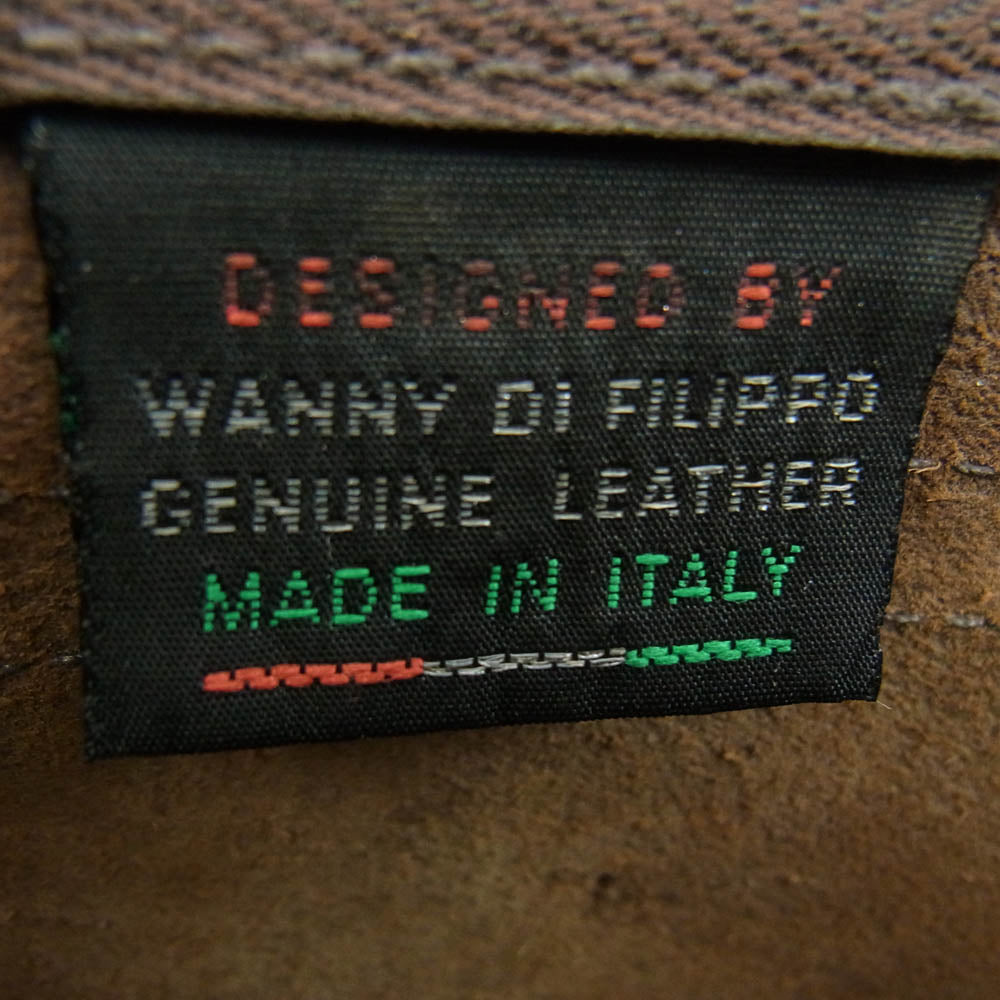 DESIGNED BY
WANNY DI FILIPPO
GENUINE LEATHER
MADE IN ITALY